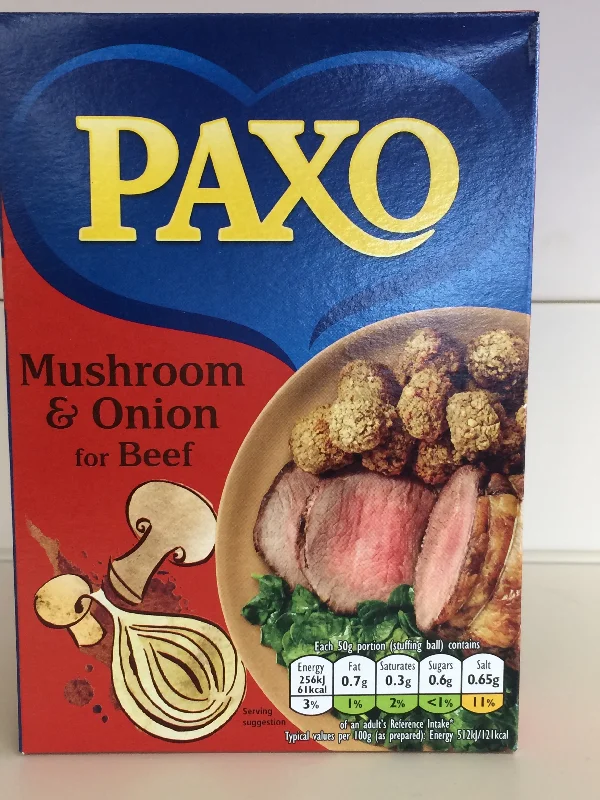 PAXO
Mushroom
& Onion
for Beef
Each 50g portion (stuffing ball) contains
Energy Fat Saturates Sugars Salt
256kJ 0.7g 0.3g 0.6g 0.65g
61kcal
3% 1% 2% <1% 11%
Serving
suggestion
of an adult's Reference Intake*
Typical values per 100g (as prepared): Energy 512kJ/121kcal